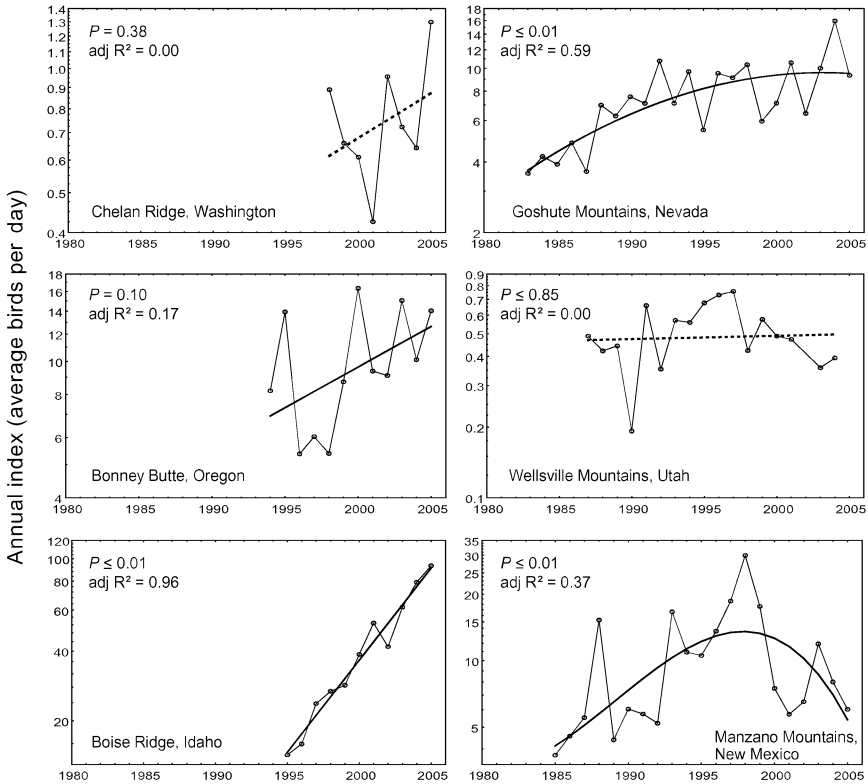 Annual index (average birds per day)
P = 0.38
adj R² = 0.00
Chelan Ridge, Washington
1.4
1.3
1.2
1.1
1.0
0.9
0.8
0.7
0.6
0.5
0.4
1980 1985 1990 1995 2000 2005
P ≤ 0.01
adj R² = 0.59
Goshute Mountains, Nevada
18
16
14
12
10
8
6
4
2
1980 1985 1990 1995 2000 2005
P = 0.10
adj R² = 0.17
Bonney Butte, Oregon
18
16
14
12
10
8
6
4
1980 1985 1990 1995 2000 2005
P ≤ 0.85
adj R² = 0.00
Wellsville Mountains, Utah
0.9
0.8
0.7
0.6
0.5
0.4
0.3
0.2
0.1
1980 1985 1990 1995 2000 2005
P ≤ 0.01
adj R² = 0.96
Boise Ridge, Idaho
120
100
80
60
40
20
1980 1985 1990 1995 2000 2005
P ≤ 0.01
adj R² = 0.37
Manzano Mountains,
New Mexico
35
30
25
20
15
10
5
1980 1985 1990 1995 2000 2005